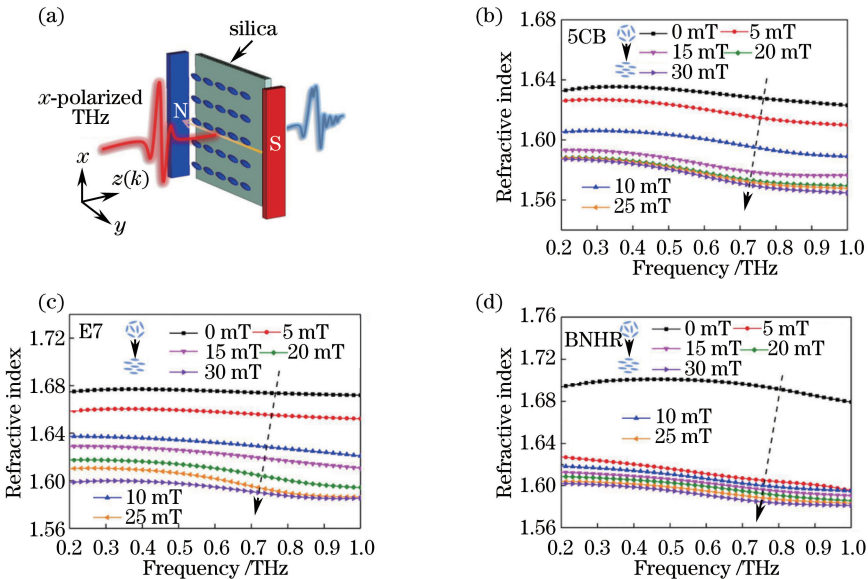 (a)
silica
x-polarized
THz
N
S
x
z(k)
y
(b)
5CB
0 mT
5 mT
15 mT
20 mT
30 mT
10 mT
25 mT
Refractive index
1.68
1.64
1.60
1.56
0.2 0.3 0.4 0.5 0.6 0.7 0.8 0.9 1.0
Frequency /THz
(c)
E7
0 mT
5 mT
15 mT
20 mT
30 mT
10 mT
25 mT
Refractive index
1.72
1.68
1.64
1.60
1.56
0.2 0.3 0.4 0.5 0.6 0.7 0.8 0.9 1.0
Frequency /THz
(d)
BNHR
0 mT
5 mT
15 mT
20 mT
30 mT
10 mT
25 mT
Refractive index
1.76
1.72
1.68
1.64
1.60
1.56
0.2 0.3 0.4 0.5 0.6 0.7 0.8 0.9 1.0
Frequency /THz